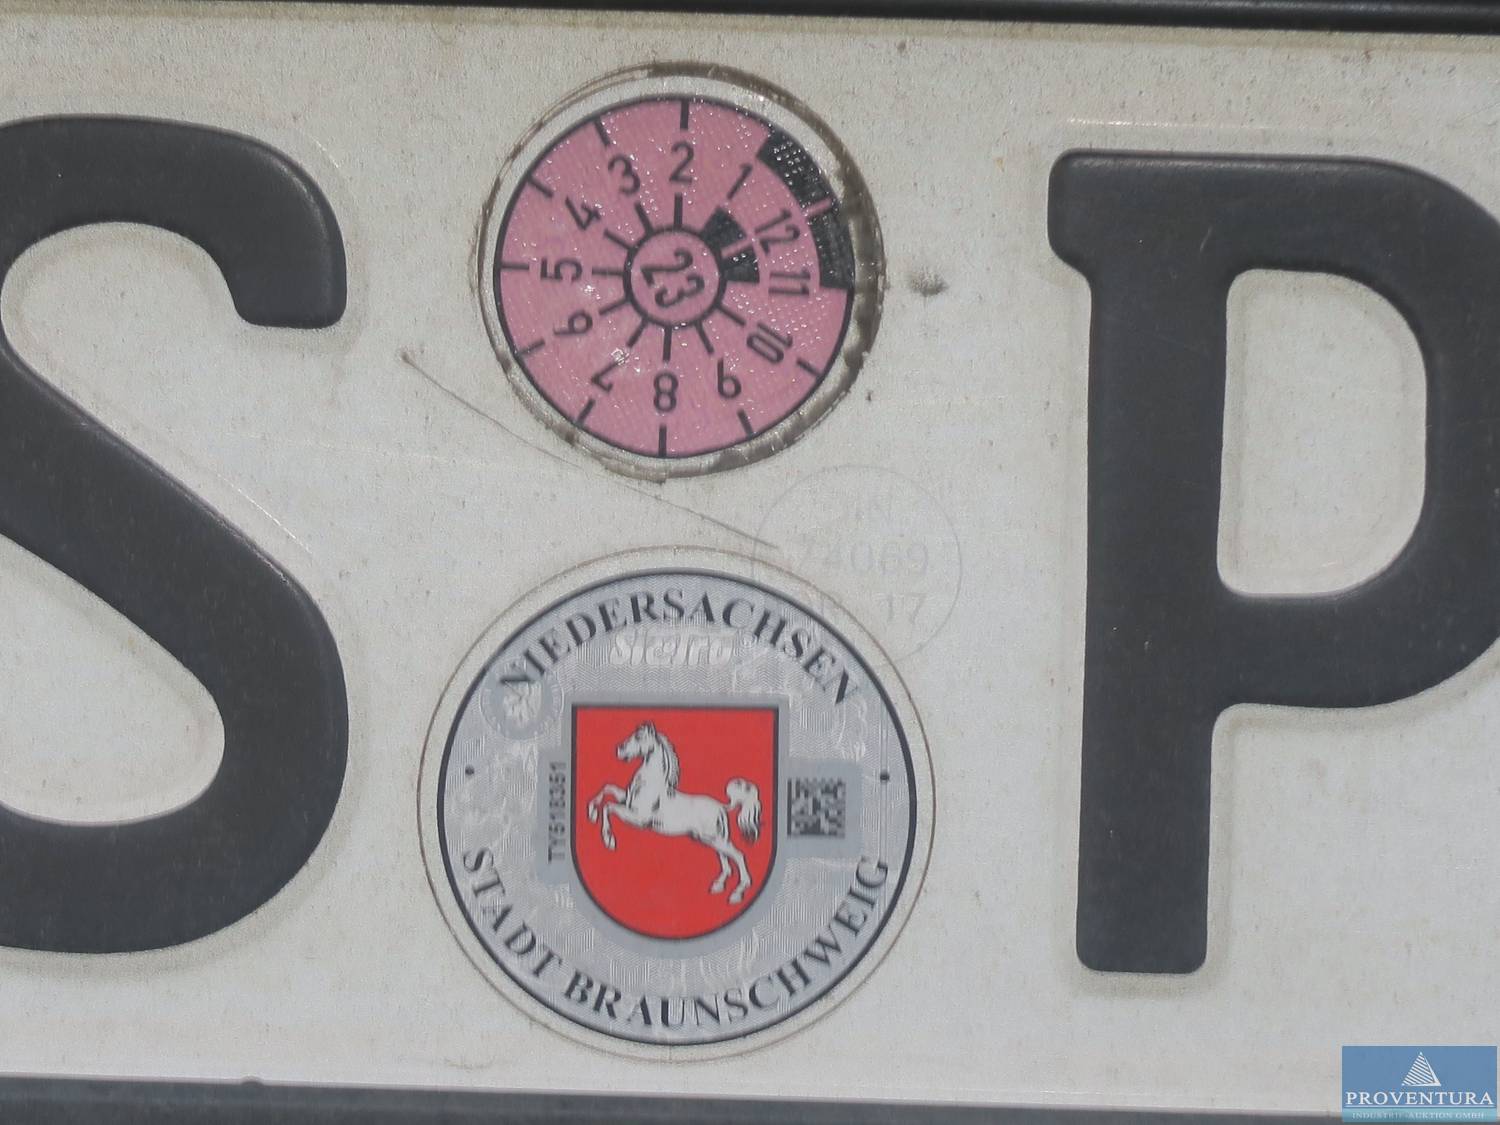 S
P
1
2
3
4
5
6
7
8
9
10
11
12
23
74069
17
NIEDERSACHSEN
TY518351
STADT BRAUNSCHWEIG
PROVENTURA
INDUSTRIE-AUKTION GMBH